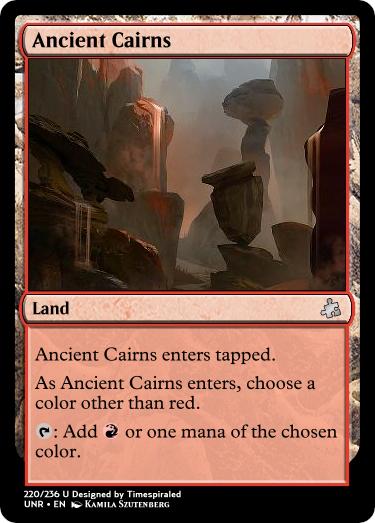 Ancient Cairns
Land
Ancient Cairns enters tapped.
As Ancient Cairns enters, choose a
color other than red.
: Add or one mana of the chosen
color.
220/236 U Designed by Timespiraled
UNR • EN Kamila Szutenberg